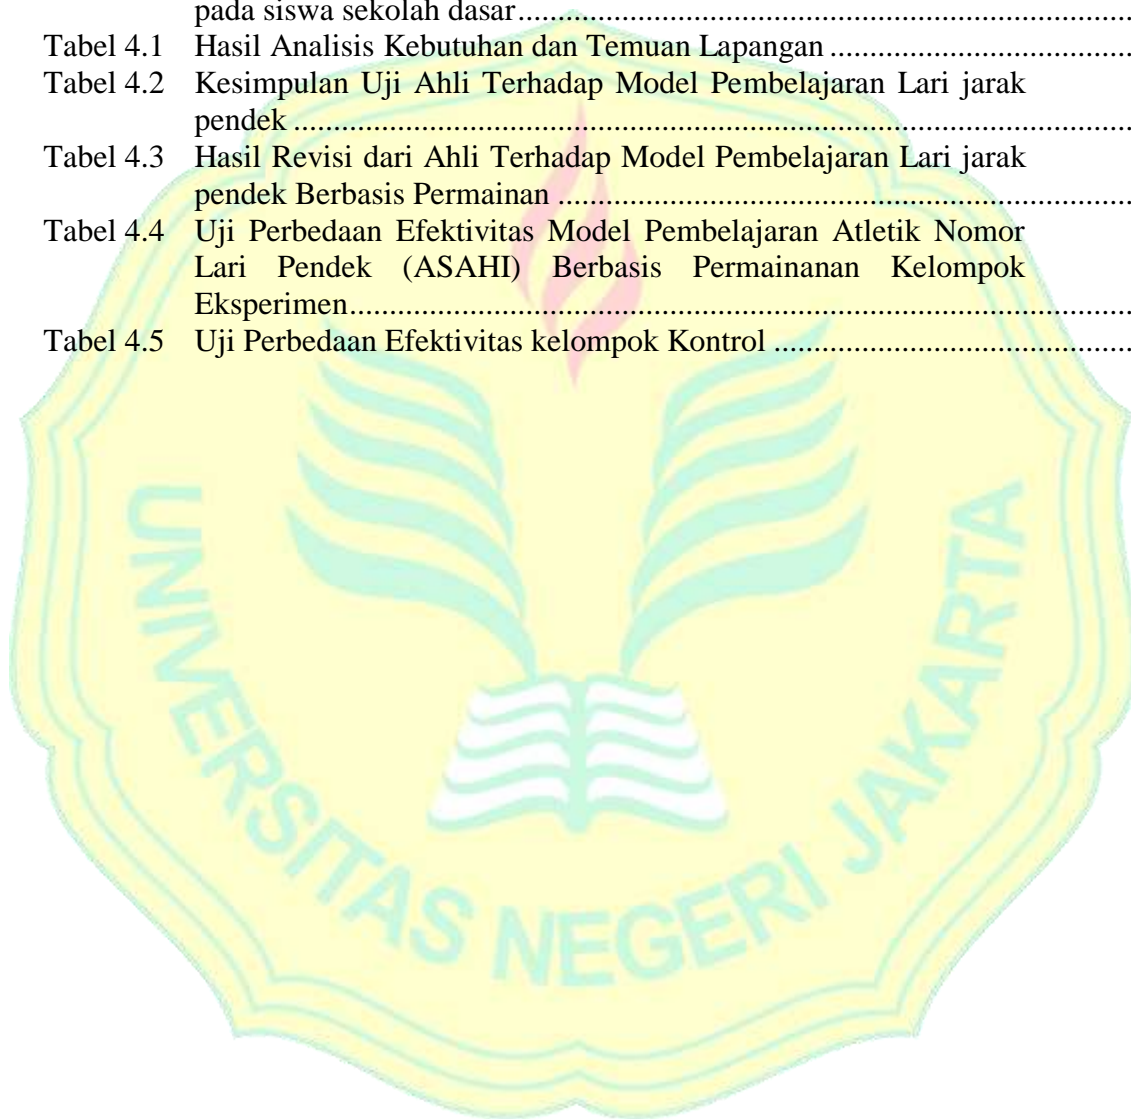 pada siswa sekolah dasar........................................................................
Tabel 4.1 Hasil Analisis Kebutuhan dan Temuan Lapangan ....................................
Tabel 4.2 Kesimpulan Uji Ahli Terhadap Model Pembelajaran Lari jarak
pendek ........................................................................
Tabel 4.3 Hasil Revisi dari Ahli Terhadap Model Pembelajaran Lari jarak
pendek Berbasis Permainan ....................................................................
Tabel 4.4 Uji Perbedaan Efektivitas Model Pembelajaran Atletik Nomor
Lari Pendek (ASAHI) Berbasis Permainanan Kelompok
Eksperimen........................................................................
Tabel 4.5 Uji Perbedaan Efektivitas kelompok Kontrol ..........................................
UNIVERSITAS NEGERI JAKARTA